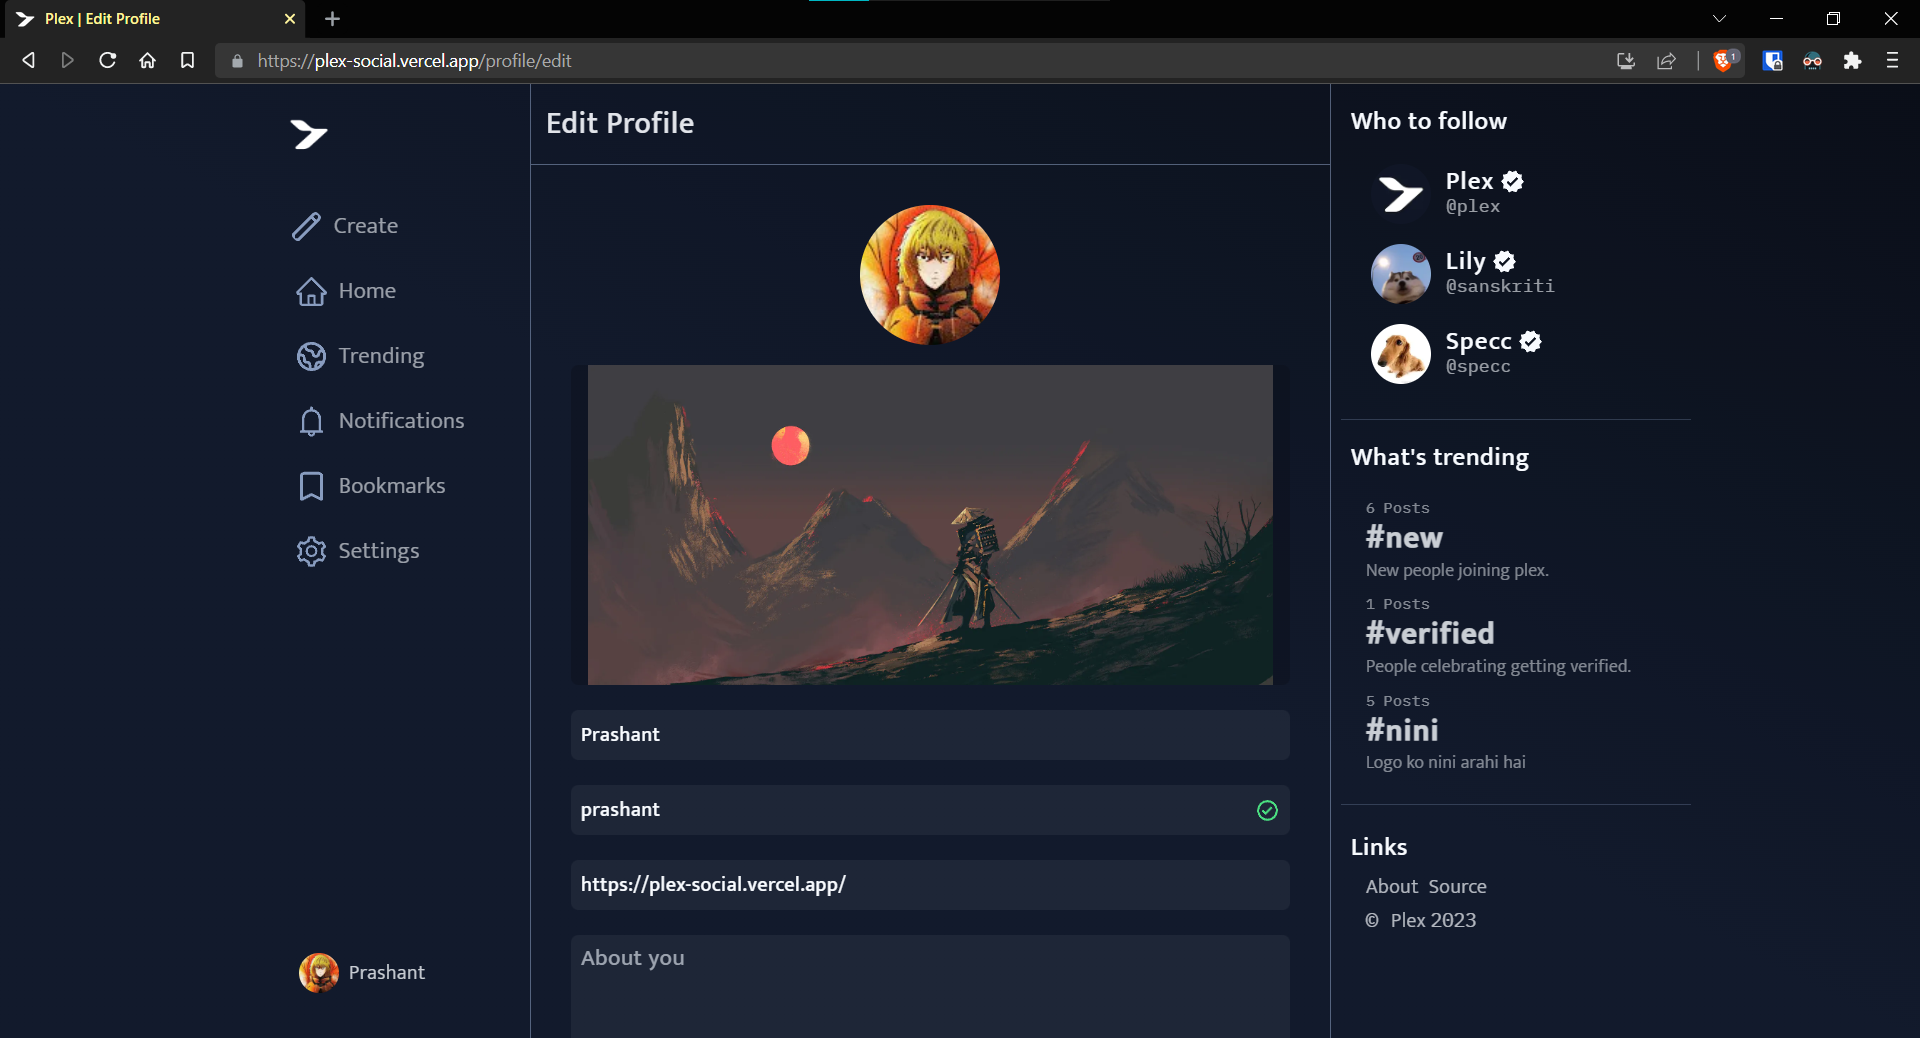 Plex | Edit Profile
https://plex-social.vercel.app/profile/edit
1
Create
Home
Trending
Notifications
Bookmarks
Settings
Prashant
Edit Profile
Prashant
prashant
https://plex-social.vercel.app/
About you
Who to follow
Plex
@plex
Lily
@sanskriti
Specc
@specc
What's trending
6 Posts
#new
New people joining plex.
1 Posts
#verified
People celebrating getting verified.
5 Posts
#nini
Logo ko nini arahi hai
Links
About Source
© Plex 2023